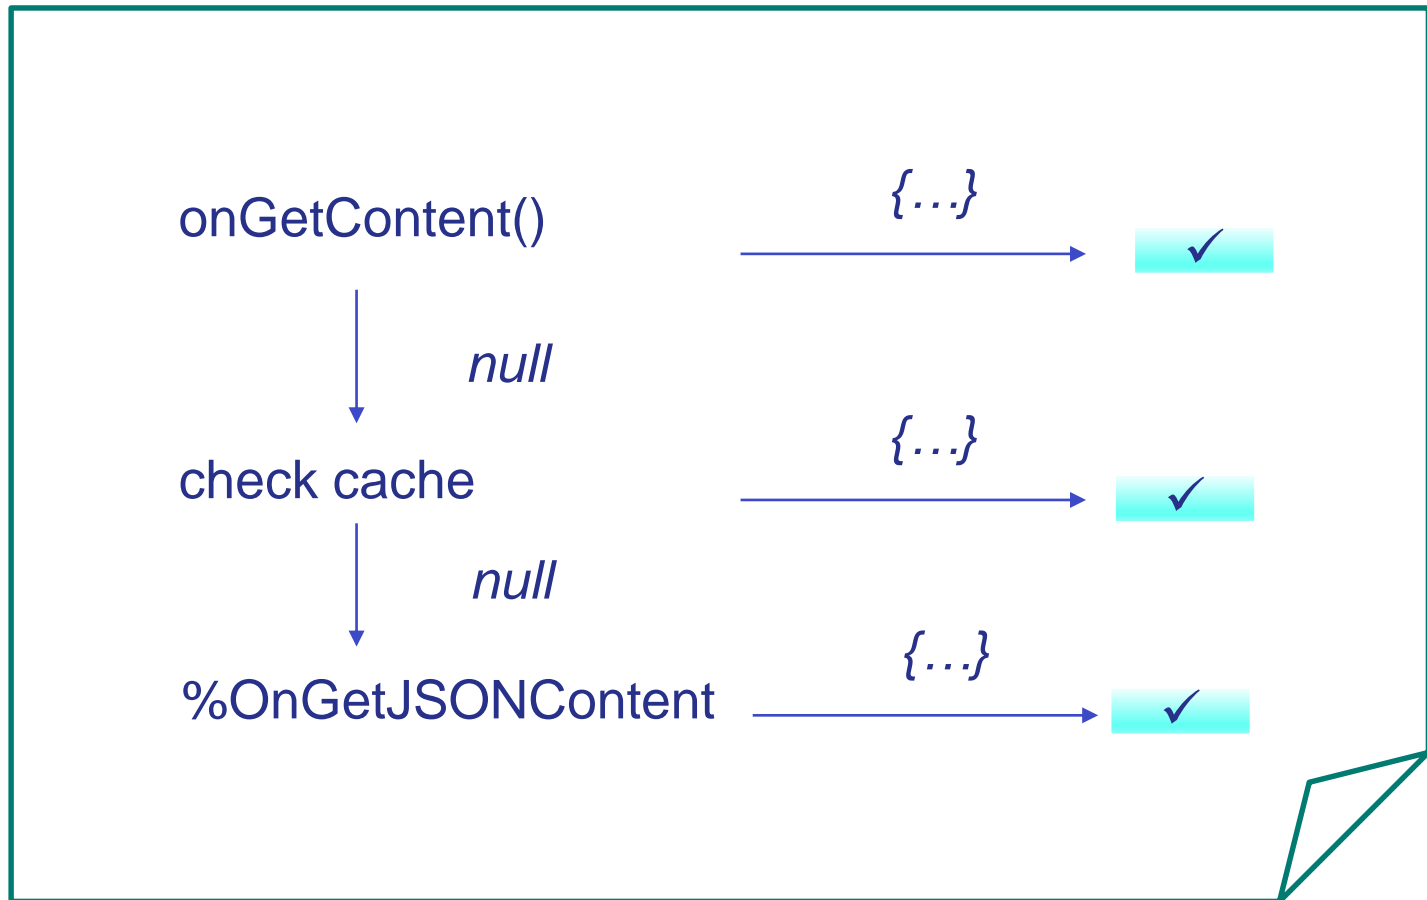 onGetContent()
{…}
✓
null
check cache
{…}
✓
null
%OnGetJSONContent
{…}
✓